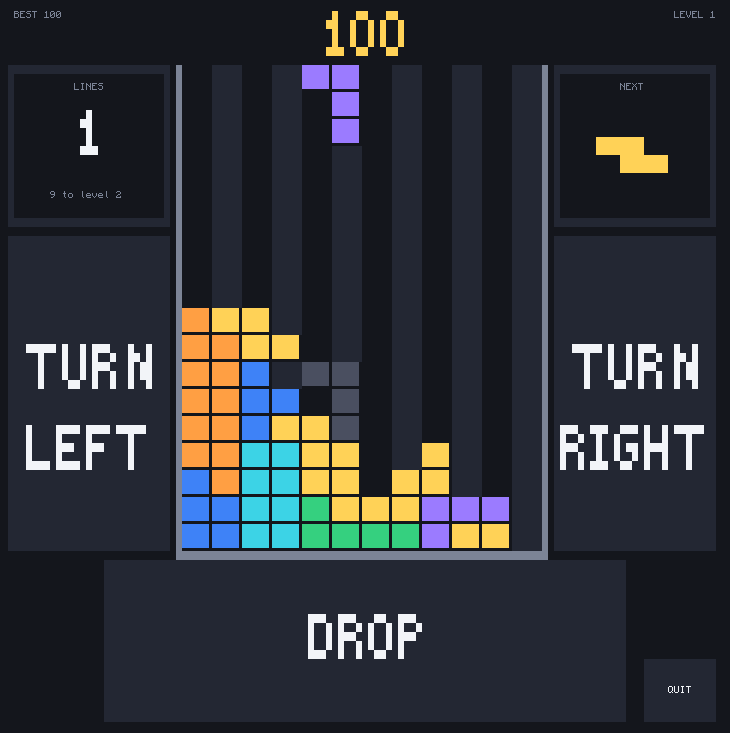 BEST 100
100
LEVEL 1
LINES
1
9 to level 2
NEXT
TURN
LEFT
TURN
RIGHT
DROP
QUIT